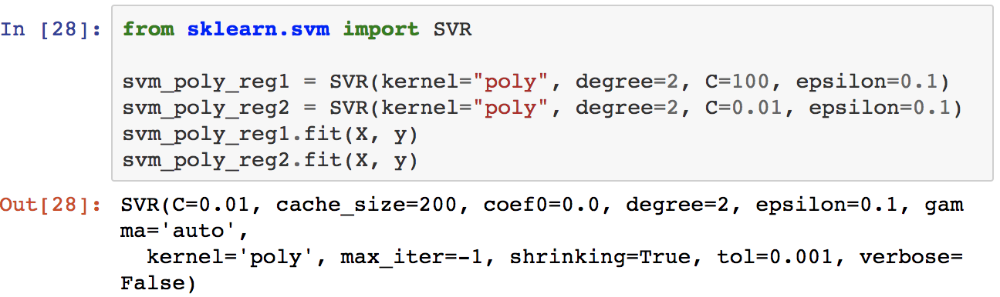 In [28]: from sklearn.svm import SVR
svm_poly_reg1 = SVR(kernel="poly", degree=2, C=100, epsilon=0.1)
svm_poly_reg2 = SVR(kernel="poly", degree=2, C=0.01, epsilon=0.1)
svm_poly_reg1.fit(X, y)
svm_poly_reg2.fit(X, y)
Out[28]: SVR(C=0.01, cache_size=200, coef0=0.0, degree=2, epsilon=0.1, gam
ma='auto',
kernel='poly', max_iter=-1, shrinking=True, tol=0.001, verbose=
False)